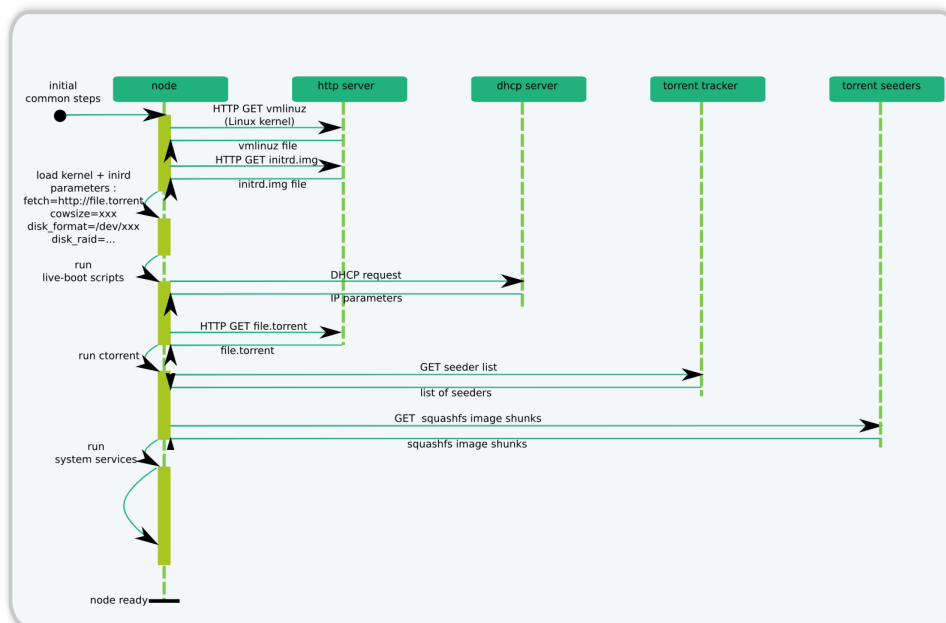 node
http server
dhcp server
torrent tracker
torrent seeders
initial
common steps
HTTP GET vmlinuz
(Linux kernel)
vmlinuz file
HTTP GET initrd.img
initrd.img file
load kernel + inird
parameters :
fetch=http://file.torrent
cowsize=xxx
disk_format=/dev/xxx
disk_raid=...
run
live-boot scripts
DHCP request
IP parameters
HTTP GET file.torrent
file.torrent
run ctorrent
GET seeder list
list of seeders
GET  squashfs image shunks
squashfs image shunks
run
system services
node ready